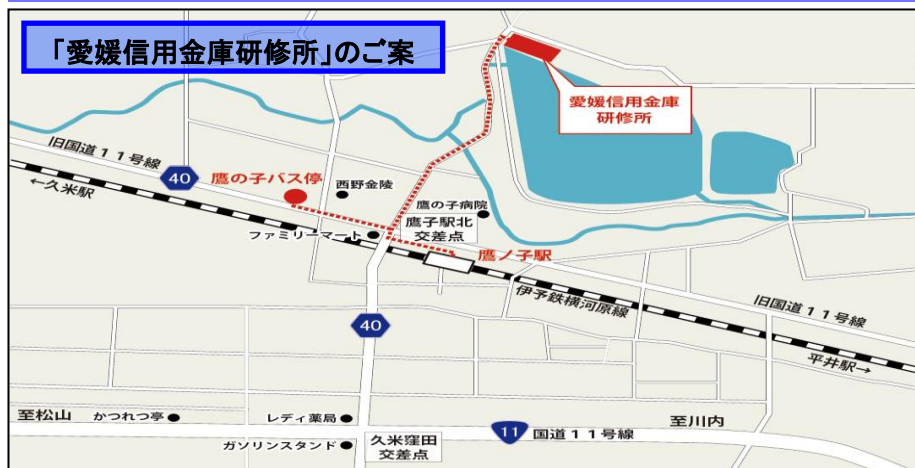 「愛媛信用金庫研修所」のご案
愛媛信用金庫
研修所
旧国道11号線
40
鷹の子バス停
西野金陵
←久米駅
鷹の子病院
鷹子駅北
交差点
ファミリーマート
鷹ノ子駅
伊予鉄横河原線
旧国道11号線
40
平井駅→
至松山
かつれつ亭
レディ薬局
至川内
11
国道11号線
ガソリンスタンド
久米窪田
交差点